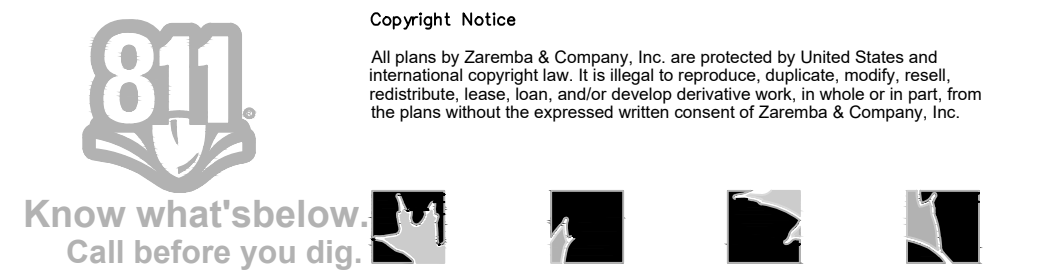 811
Know what'sbelow.
Call before you dig.
Copyright Notice
All plans by Zaremba & Company, Inc. are protected by United States and
international copyright law. It is illegal to reproduce, duplicate, modify, resell,
redistribute, lease, loan, and/or develop derivative work, in whole or in part, from
the plans without the expressed written consent of Zaremba & Company, Inc.